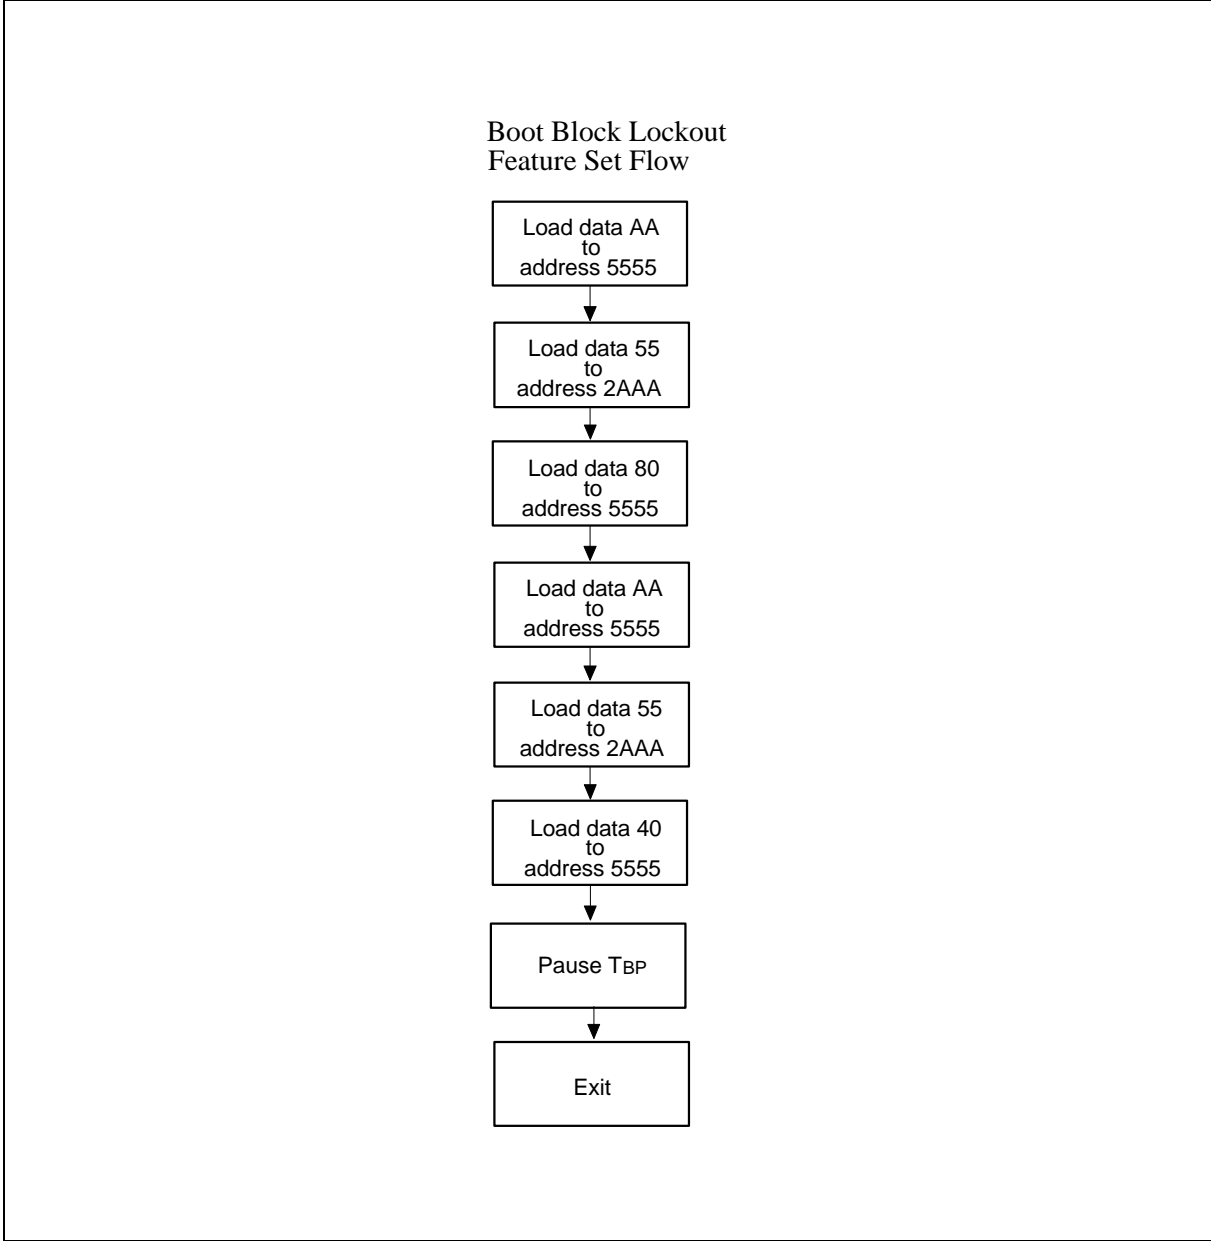 Boot Block Lockout
Feature Set Flow
Load data AA
to
address 5555
Load data 55
to
address 2AAA
Load data 80
to
address 5555
Load data AA
to
address 5555
Load data 55
to
address 2AAA
Load data 40
to
address 5555
Pause TBP
Exit